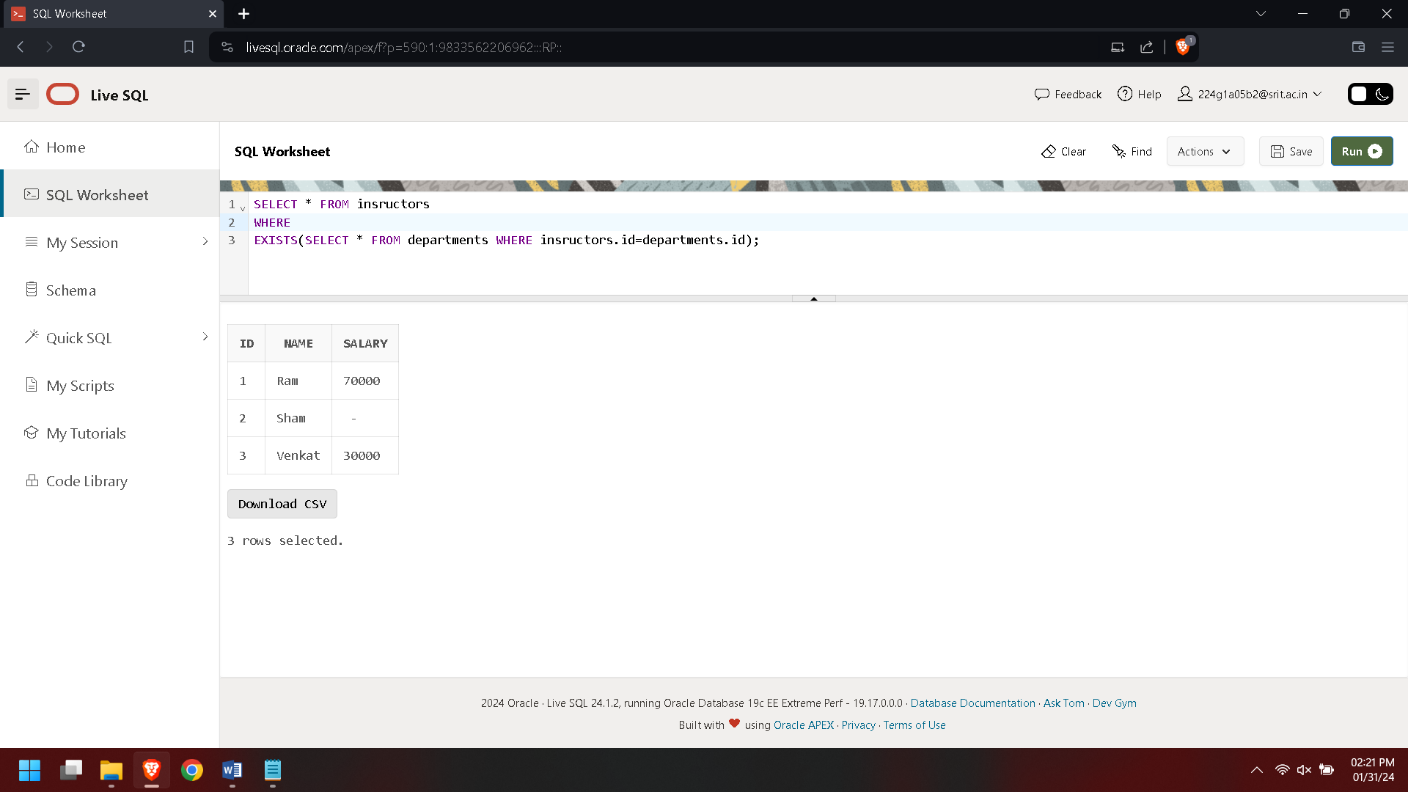 SQL Worksheet
livesql.oracle.com/apex/f?p=590:1:9833562206962:::RP::
1
Live SQL
Feedback
Help
224g1a05b2@srit.ac.in
Home
SQL Worksheet
My Session
Schema
Quick SQL
My Scripts
My Tutorials
Code Library
SQL Worksheet
Clear
Find
Actions
Save
Run
1 SELECT * FROM insructors
2 WHERE
3 EXISTS(SELECT * FROM departments WHERE insructors.id=departments.id);
ID NAME SALARY
1 Ram 70000
2 Sham -
3 Venkat 30000
Download CSV
3 rows selected.
2024 Oracle · Live SQL 24.1.2, running Oracle Database 19c EE Extreme Perf - 19.17.0.0.0 · Database Documentation · Ask Tom · Dev Gym
Built with ❤ using Oracle APEX · Privacy · Terms of Use
02:21 PM
01/31/24